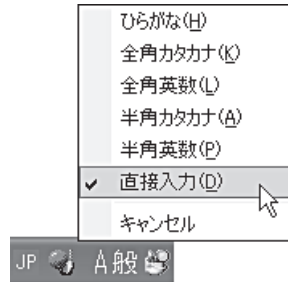 ひらがな(H)
全角カタカナ(K)
全角英数(L)
半角カタカナ(A)
半角英数(P)
直接入力(D)
キャンセル
JP A般